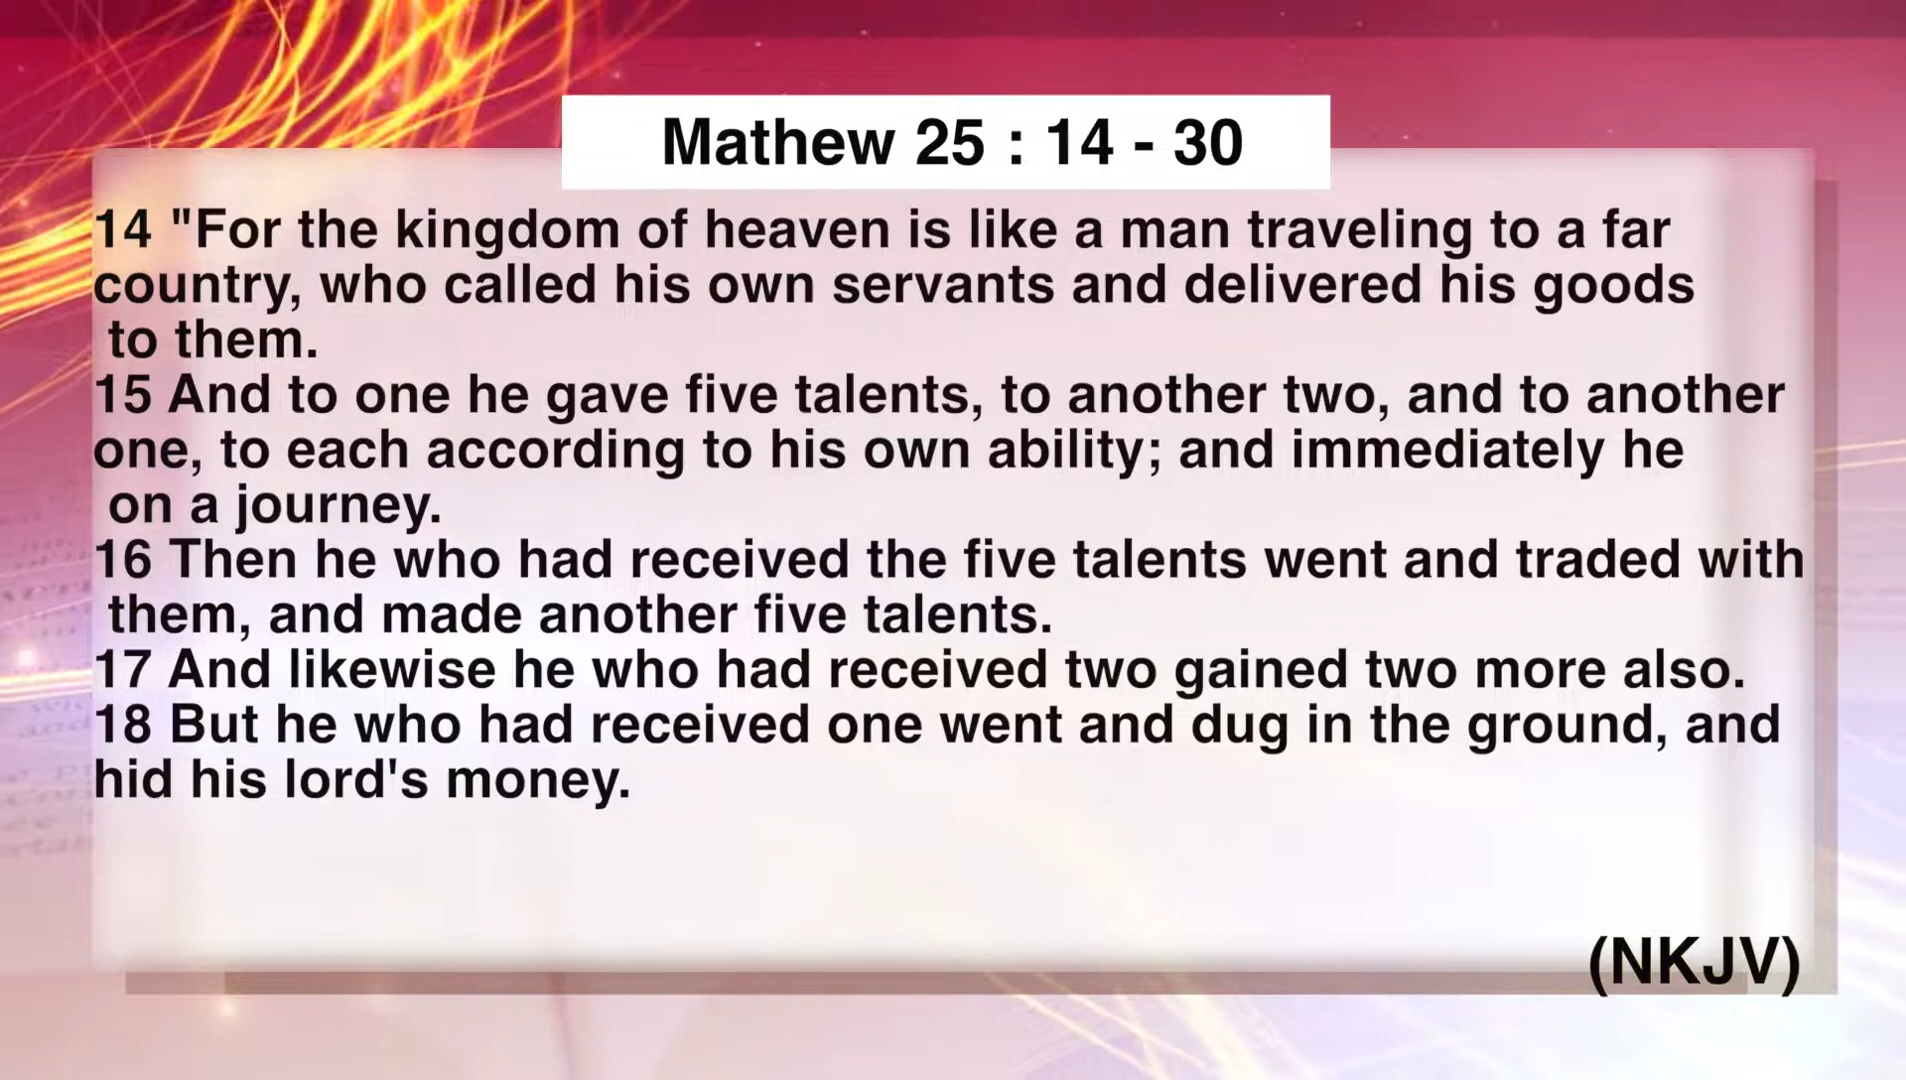 Mathew 25 : 14 - 30
14 "For the kingdom of heaven is like a man traveling to a far
country, who called his own servants and delivered his goods
to them.
15 And to one he gave five talents, to another two, and to another
one, to each according to his own ability; and immediately he
on a journey.
16 Then he who had received the five talents went and traded with
them, and made another five talents.
17 And likewise he who had received two gained two more also.
18 But he who had received one went and dug in the ground, and
hid his lord's money.
(NKJV)